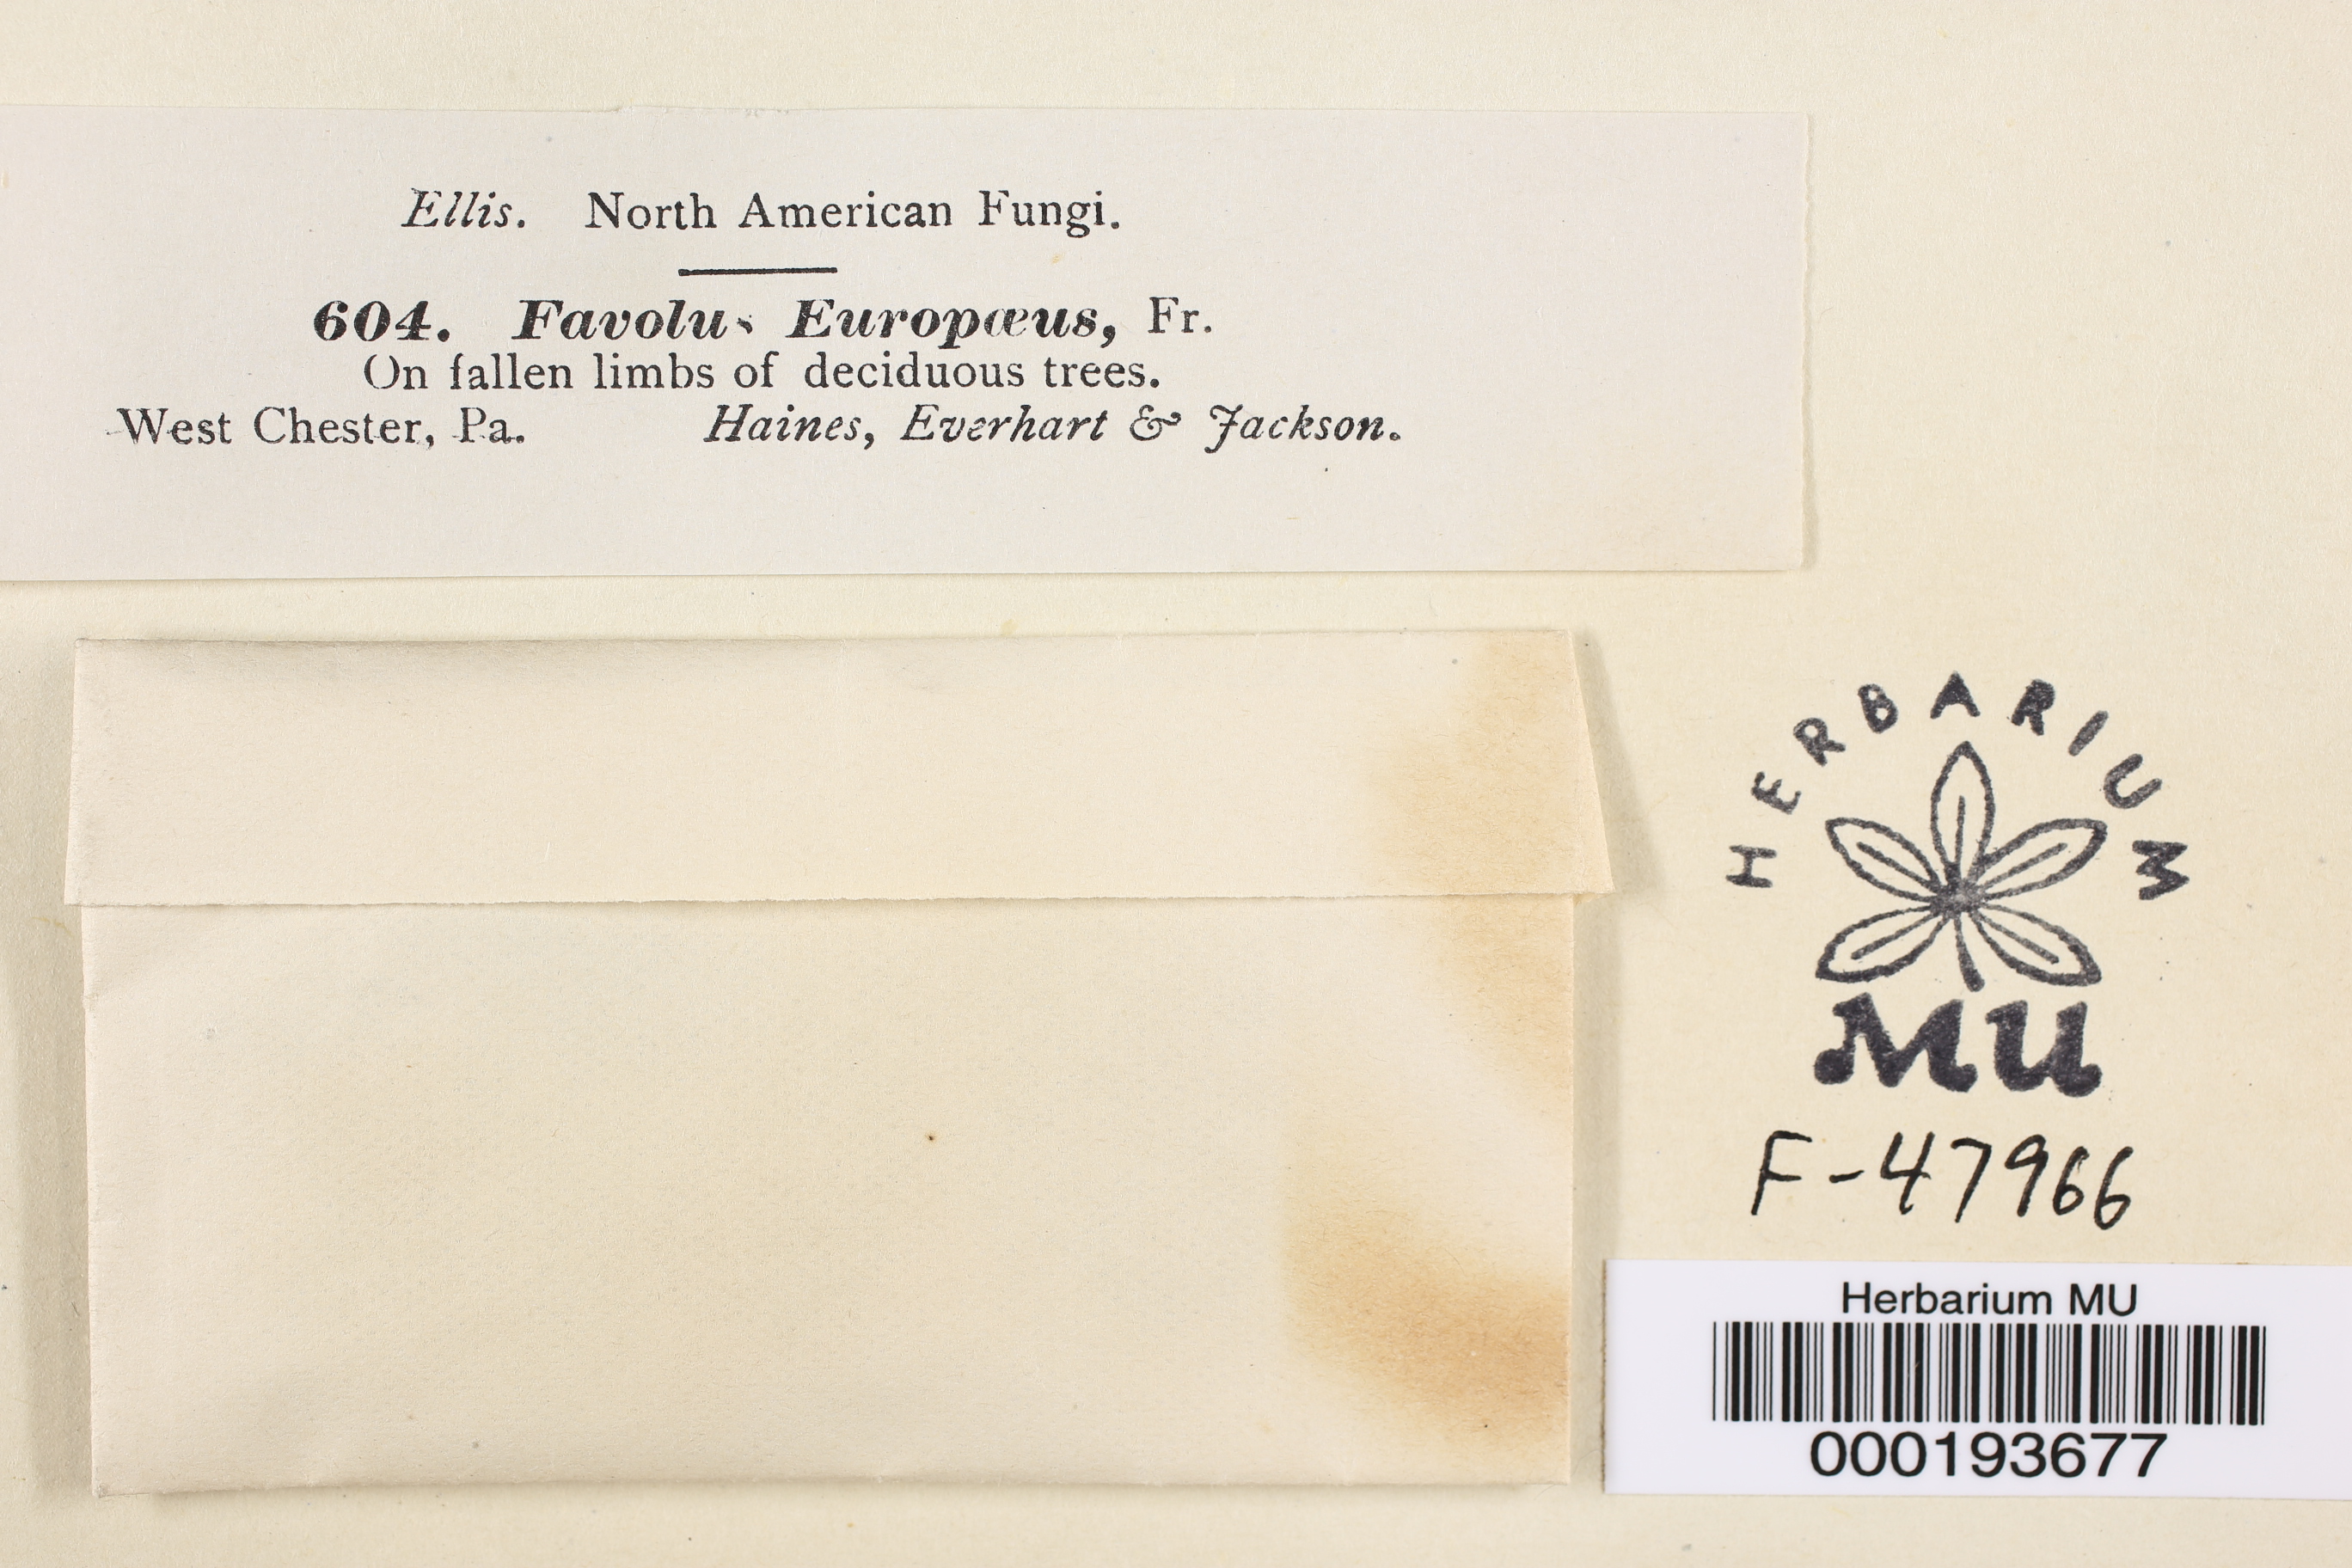 Ellis. North American Fungi.
604. Favolus Europæus, Fr.
On fallen limbs of deciduous trees.
West Chester, Pa. Haines, Everhart & Jackson.
HERBARIUM
MU
F-47966
Herbarium MU
000193677